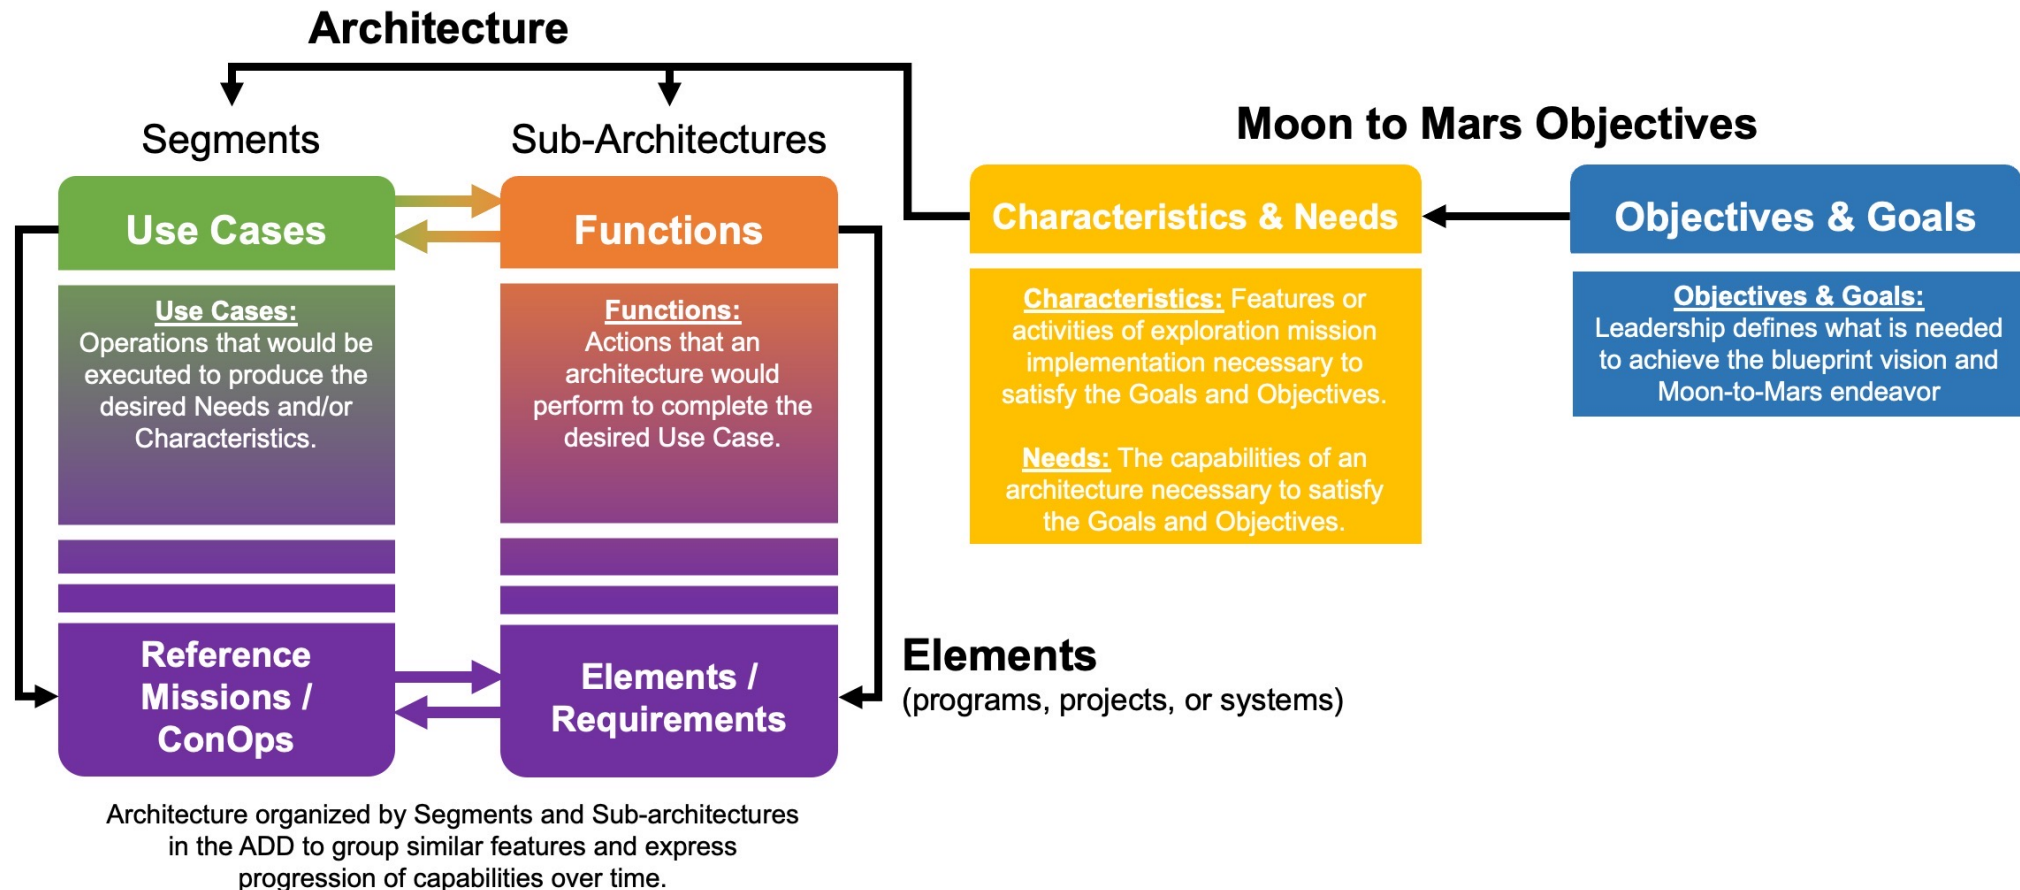 Architecture
Segments
Sub-Architectures
Use Cases
Use Cases:
Operations that would be
executed to produce the
desired Needs and/or
Characteristics.
Reference
Missions /
ConOps
Functions
Functions:
Actions that an
architecture would
perform to complete the
desired Use Case.
Elements /
Requirements
Elements
(programs, projects, or systems)
Architecture organized by Segments and Sub-architectures
in the ADD to group similar features and express
progression of capabilities over time.
Moon to Mars Objectives
Characteristics & Needs
Characteristics: Features or
activities of exploration mission
implementation necessary to
satisfy the Goals and Objectives.
Needs: The capabilities of an
architecture necessary to satisfy
the Goals and Objectives.
Objectives & Goals
Objectives & Goals:
Leadership defines what is needed
to achieve the blueprint vision and
Moon-to-Mars endeavor